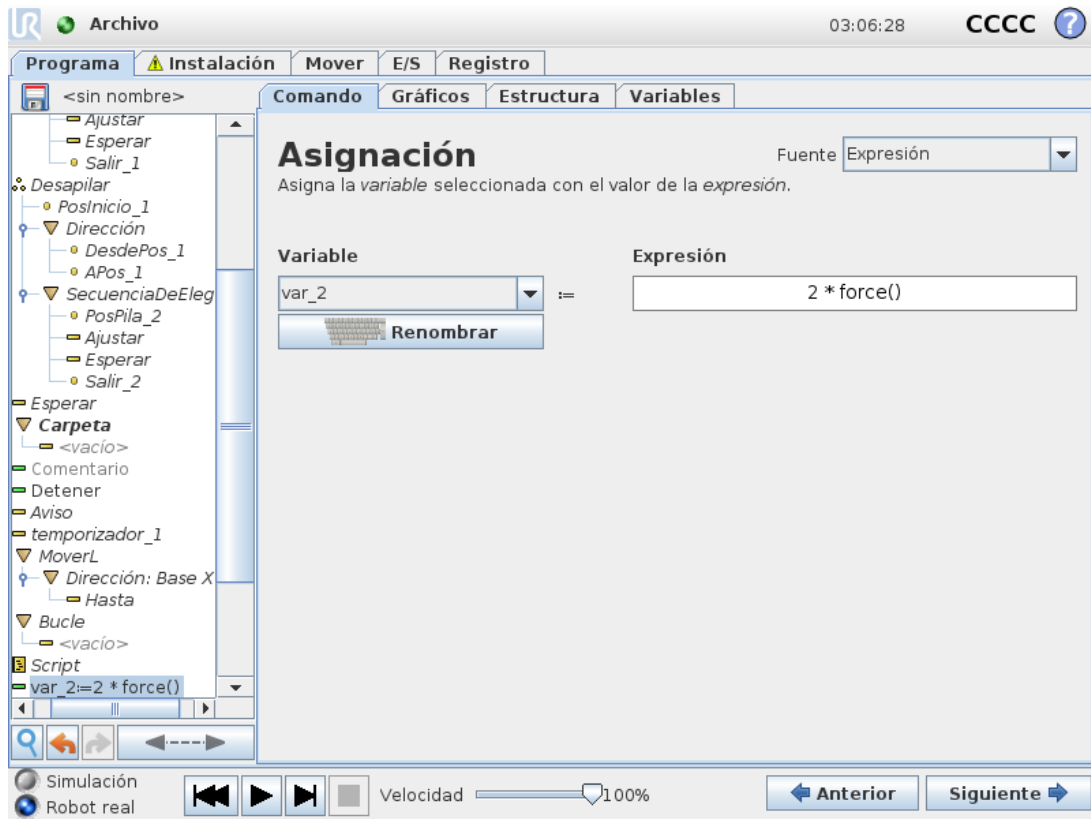 UR Archivo 03:06:28 CCCC ?
Programa Instalación Mover E/S Registro
<sin nombre> Comando Gráficos Estructura Variables
Ajustar
Esperar
Salir_1
Desapilar
PosInicio_1
Dirección
DesdePos_1
APos_1
SecuenciaDeEleg
PosPila_2
Ajustar
Esperar
Salir_2
Esperar
Carpeta
<vacío>
Comentario
Detener
Aviso
temporizador_1
MoverL
Dirección: Base X
Hasta
Bucle
<vacío>
Script
var_2:=2 * force()
Asignación
Fuente Expresión
Asigna la variable seleccionada con el valor de la expresión.
Variable Expresión
var_2 := 2 * force()
Renombrar
Simulación
Robot real
Velocidad 100%
Anterior Siguiente